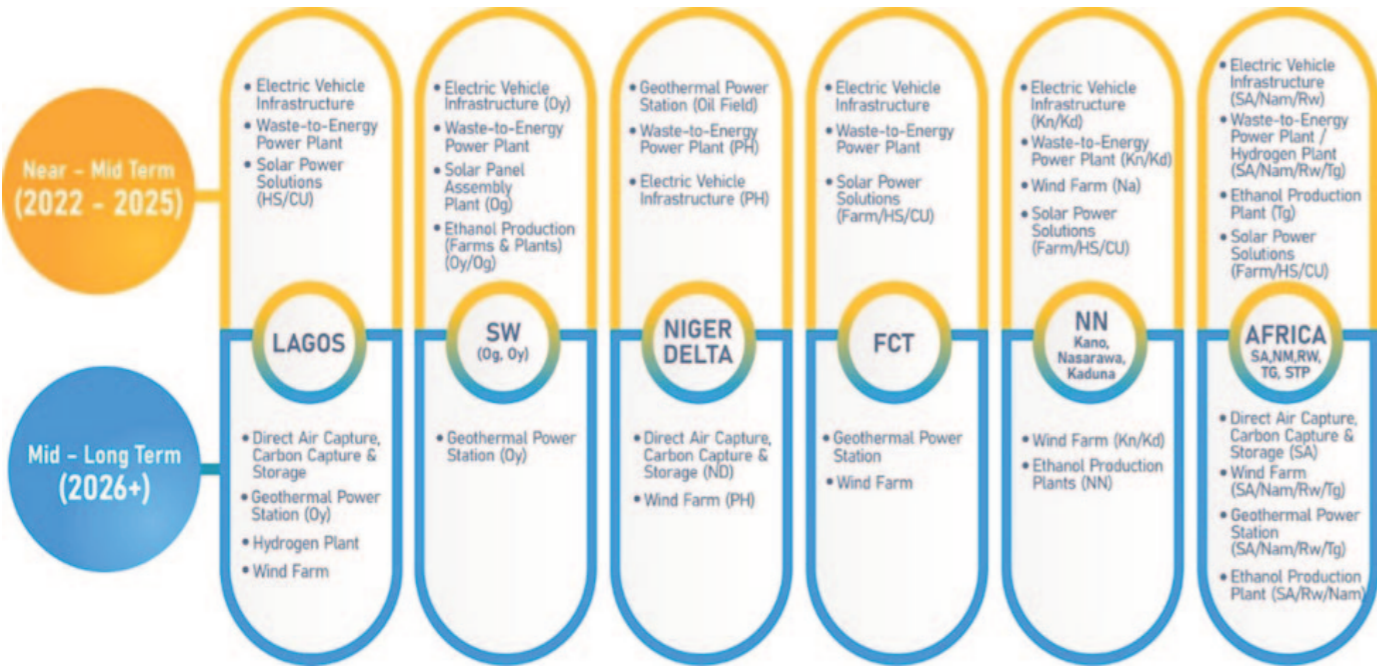 Near – Mid Term
(2022 - 2025)
• Electric Vehicle
Infrastructure
• Waste-to-Energy
Power Plant
• Solar Power
Solutions
(HS/CU)
• Electric Vehicle
Infrastructure (Oy)
• Waste-to-Energy
Power Plant
• Solar Panel
Assembly
Plant (Og)
• Ethanol Production
(Farms & Plants)
(Oy/Og)
• Geothermal Power
Station (Oil Field)
• Waste-to-Energy
Power Plant (PH)
• Electric Vehicle
Infrastructure (PH)
• Electric Vehicle
Infrastructure
• Waste-to-Energy
Power Plant
• Solar Power
Solutions
(Farm/HS/CU)
• Electric Vehicle
Infrastructure
(Kn/Kd)
• Waste-to-Energy
Power Plant (Kn/Kd)
• Wind Farm (Na)
• Solar Power
Solutions
(Farm/HS/CU)
• Electric Vehicle
Infrastructure
(SA/Nam/Rw)
• Waste-to-Energy
Power Plant /
Hydrogen Plant
(SA/Nam/Rw/Tg)
• Ethanol Production
Plant (Tg)
• Solar Power
Solutions
(Farm/HS/CU)
LAGOS
SW
(Og, Oy)
NIGER
DELTA
FCT
NN
Kano,
Nasarawa,
Kaduna
AFRICA
SA,NM,RW,
TG, STP
Mid – Long Term
(2026+)
• Direct Air Capture,
Carbon Capture &
Storage
• Geothermal Power
Station (Oy)
• Hydrogen Plant
• Wind Farm
• Geothermal Power
Station (Oy)
• Direct Air Capture,
Carbon Capture &
Storage (ND)
• Wind Farm (PH)
• Geothermal Power
Station
• Wind Farm
• Wind Farm (Kn/Kd)
• Ethanol Production
Plants (NN)
• Direct Air Capture,
Carbon Capture &
Storage (SA)
• Wind Farm
(SA/Nam/Rw/Tg)
• Geothermal Power
Station
(SA/Nam/Rw/Tg)
• Ethanol Production
Plant (SA/Rw/Nam)